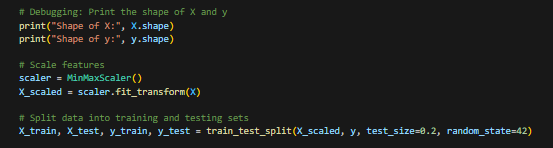 # Debugging: Print the shape of X and y
print("Shape of X:", X.shape)
print("Shape of y:", y.shape)
# Scale features
scaler = MinMaxScaler()
X_scaled = scaler.fit_transform(X)
# Split data into training and testing sets
X_train, X_test, y_train, y_test = train_test_split(X_scaled, y, test_size=0.2, random_state=42)